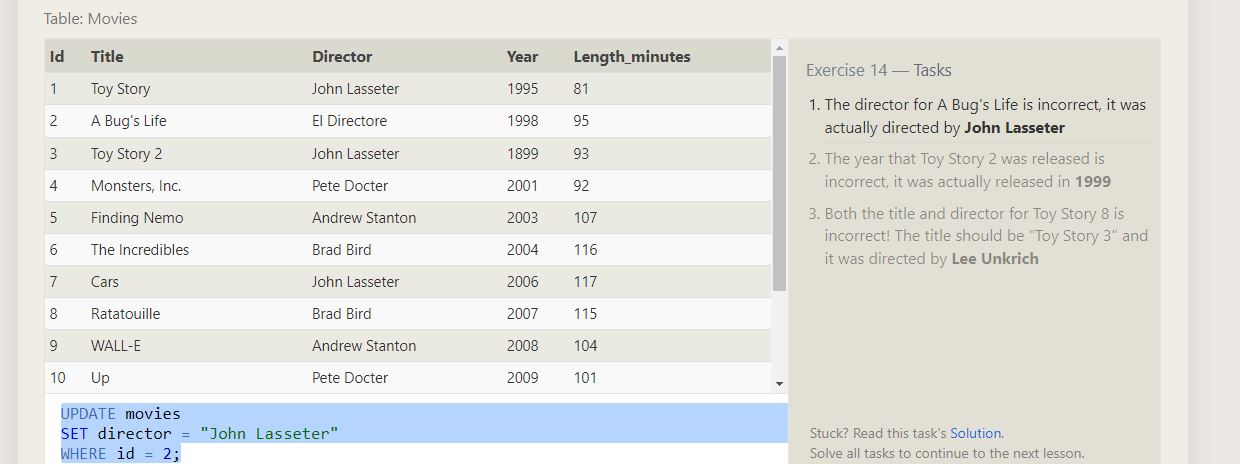 Table: Movies
Id Title Director Year Length_minutes
1 Toy Story John Lasseter 1995 81
2 A Bug's Life El Directore 1998 95
3 Toy Story 2 John Lasseter 1899 93
4 Monsters, Inc. Pete Docter 2001 92
5 Finding Nemo Andrew Stanton 2003 107
6 The Incredibles Brad Bird 2004 116
7 Cars John Lasseter 2006 117
8 Ratatouille Brad Bird 2007 115
9 WALL-E Andrew Stanton 2008 104
10 Up Pete Docter 2009 101
UPDATE movies
SET director = "John Lasseter"
WHERE id = 2;
Exercise 14 — Tasks
1. The director for A Bug's Life is incorrect, it was
actually directed by John Lasseter
2. The year that Toy Story 2 was released is
incorrect, it was actually released in 1999
3. Both the title and director for Toy Story 8 is
incorrect! The title should be "Toy Story 3" and
it was directed by Lee Unkrich
Stuck? Read this task's Solution.
Solve all tasks to continue to the next lesson.